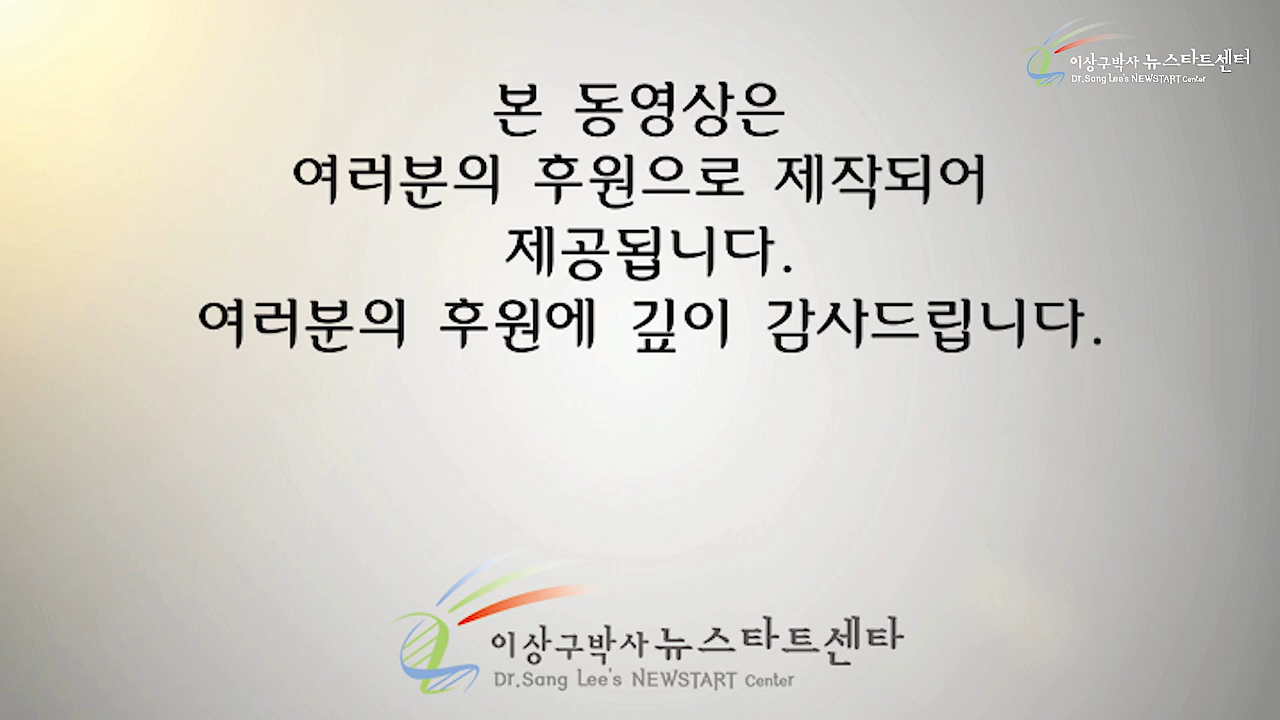 이상구박사 뉴스타트센터
Dr.Sang Lee's NEWSTART Center
본 동영상은
여러분의 후원으로 제작되어
제공됩니다.
여러분의 후원에 깊이 감사드립니다.
이상구박사 뉴스타트센타
Dr.Sang Lee's NEWSTART Center